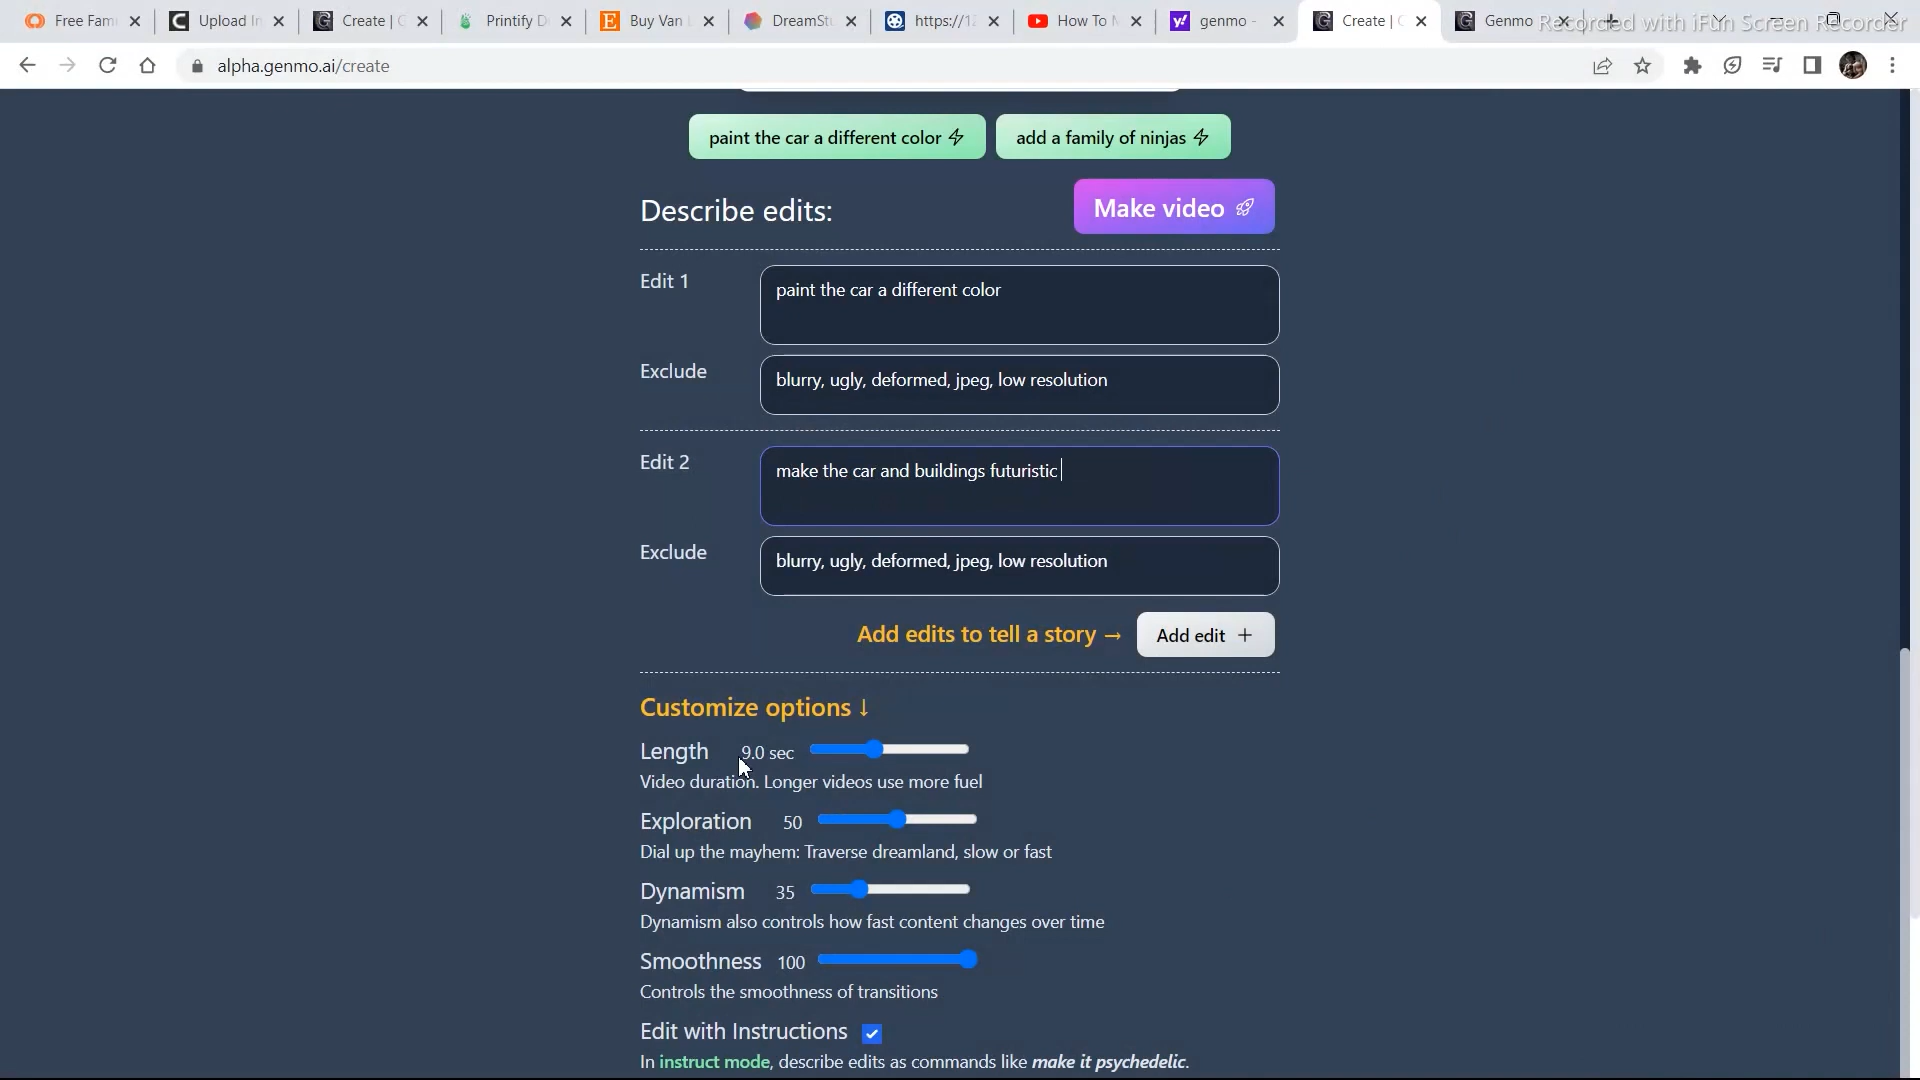 Free Fam
Upload In
Create | G
Printify D
Buy Van
DreamStu
https://12
How To M
genmo -
Create | G
Genmo
Recorded with iFun Screen Recorder
alpha.genmo.ai/create
paint the car a different color
add a family of ninjas
Describe edits:
Make video
Edit 1
paint the car a different color
Exclude
blurry, ugly, deformed, jpeg, low resolution
Edit 2
make the car and buildings futuristic
Exclude
blurry, ugly, deformed, jpeg, low resolution
Add edits to tell a story →
Add edit +
Customize options ↓
Length 9.0 sec
Video duration. Longer videos use more fuel
Exploration 50
Dial up the mayhem: Traverse dreamland, slow or fast
Dynamism 35
Dynamism also controls how fast content changes over time
Smoothness 100
Controls the smoothness of transitions
Edit with Instructions
In instruct mode, describe edits as commands like make it psychedelic.